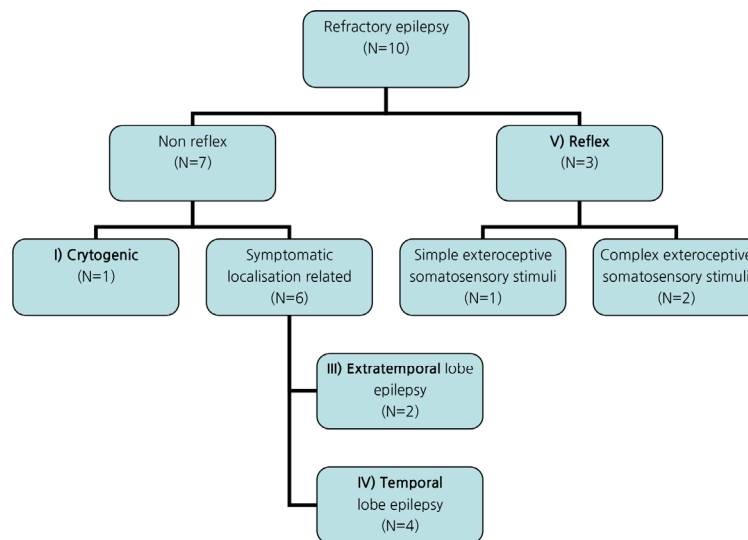 Refractory epilepsy
(N=10)
Non reflex
(N=7)
V) Reflex
(N=3)
I) Crytogenic
(N=1)
Symptomatic
localisation related
(N=6)
Simple exteroceptive
somatosensory stimuli
(N=1)
Complex exteroceptive
somatosensory stimuli
(N=2)
III) Extratemporal lobe
epilepsy
(N=2)
IV) Temporal
lobe epilepsy
(N=4)